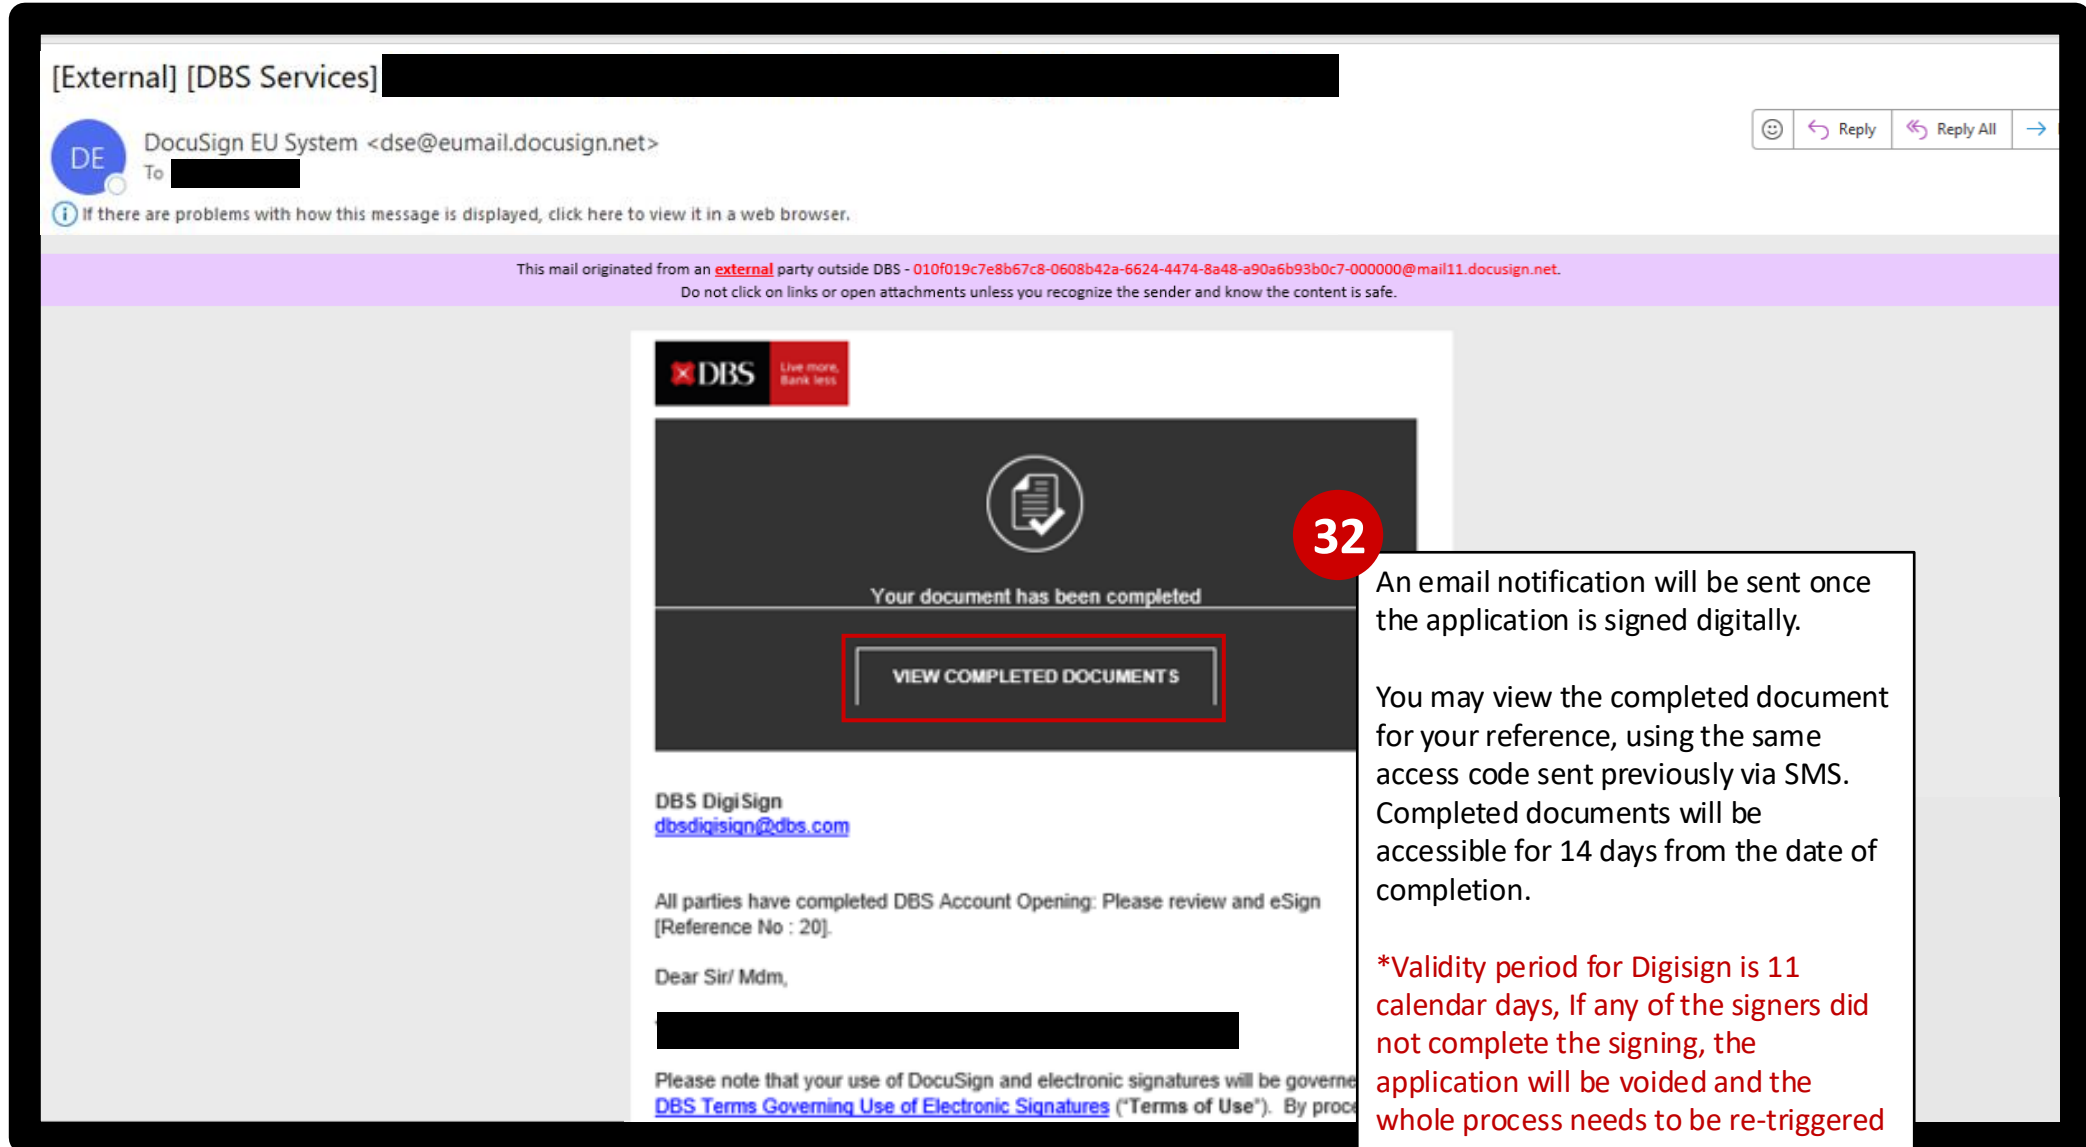 [External] [DBS Services]
DE
DocuSign EU System <dse@eumail.docusign.net>
To
Reply
Reply All
If there are problems with how this message is displayed, click here to view it in a web browser.
This mail originated from an external party outside DBS - 010f019c7e8b67c8-0608b42a-6624-4474-8a48-a90a6b93b0c7-000000@mail11.docusign.net.
Do not click on links or open attachments unless you recognize the sender and know the content is safe.
DBS
Live more,
Bank less
Your document has been completed
VIEW COMPLETED DOCUMENTS
DBS DigiSign
dbsdigisign@dbs.com
All parties have completed DBS Account Opening: Please review and eSign
[Reference No : 20].
Dear Sir/ Mdm,
Please note that your use of DocuSign and electronic signatures will be governe
DBS Terms Governing Use of Electronic Signatures ("Terms of Use"). By proce
32
An email notification will be sent once
the application is signed digitally.
You may view the completed document
for your reference, using the same
access code sent previously via SMS.
Completed documents will be
accessible for 14 days from the date of
completion.
*Validity period for Digisign is 11
calendar days, If any of the signers did
not complete the signing, the
application will be voided and the
whole process needs to be re-triggered